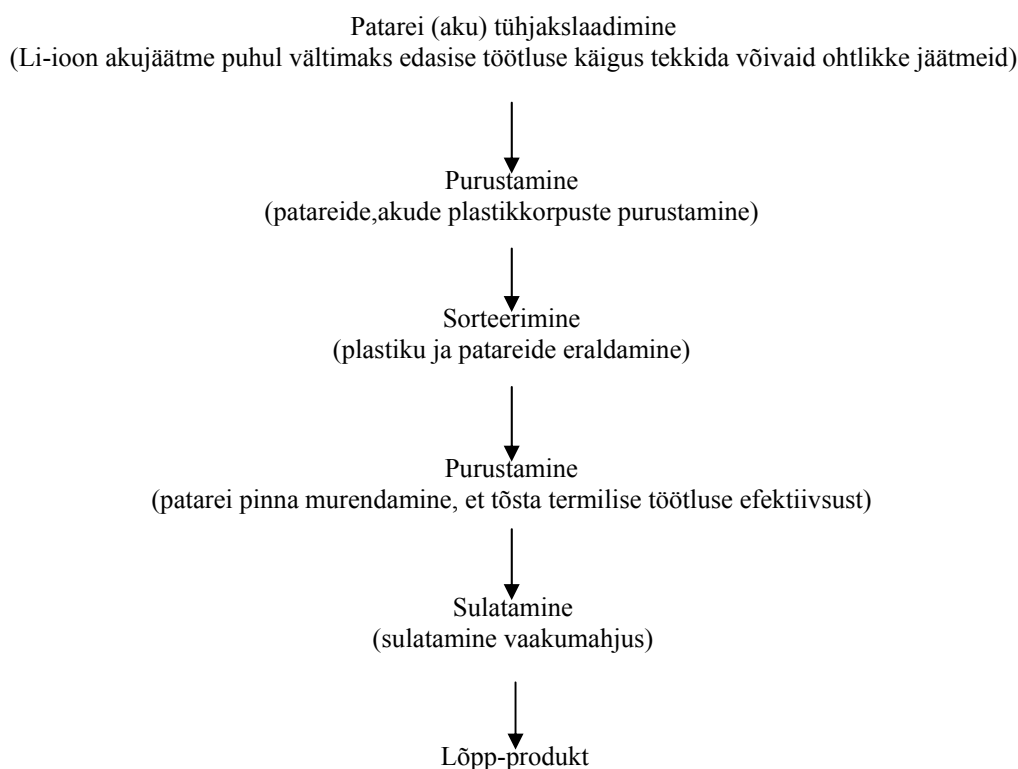 Patarei (aku) tühjakslaadimine
(Li-ioon akujäätme puhul vältimaks edasise töötluse käigus tekkida võivaid ohtlikke jäätmeid)
Purustamine
(patareide,akude plastikkorpuste purustamine)
Sorteerimine
(plastiku ja patareide eraldamine)
Purustamine
(patarei pinna murendamine, et tõsta termilise töötluse efektiivsust)
Sulatamine
(sulatamine vaakumahjus)
Lõpp-produkt